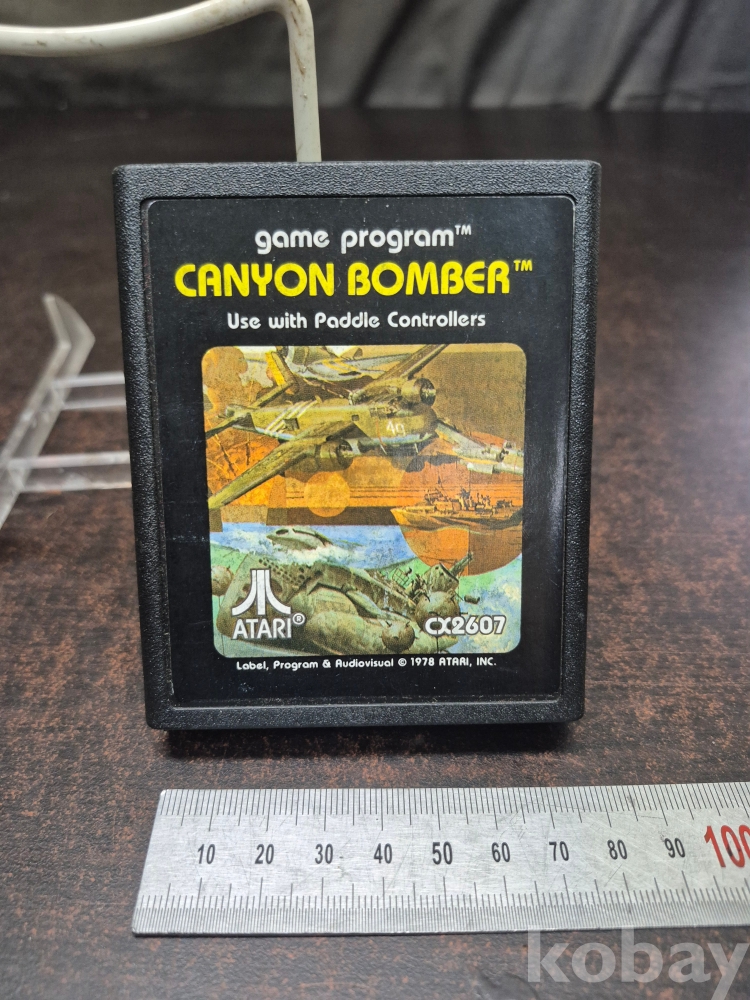 game program™
CANYON BOMBER™
Use with Paddle Controllers
49
ATARI®
CX2607
Label, Program & Audiovisual © 1978 ATARI, INC.
10 20 30 40 50 60 70 80 90 100
kobay